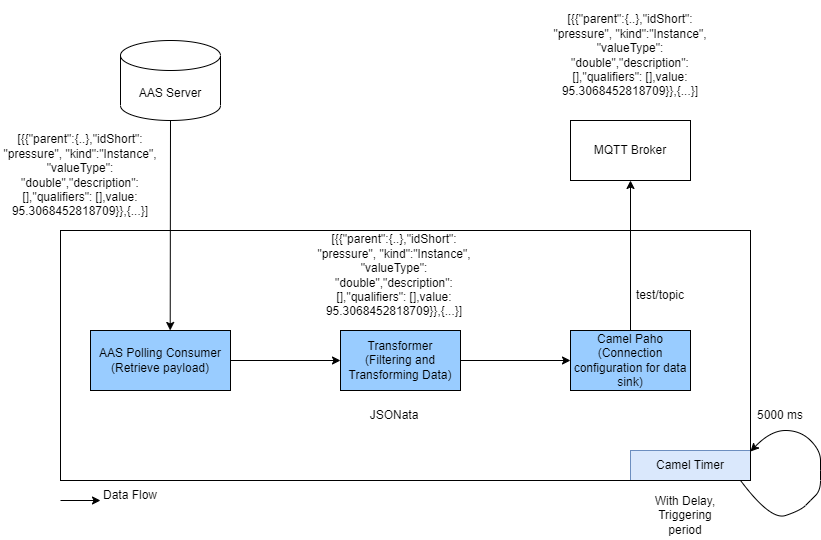 [{{"parent":{..},"idShort":
"pressure", "kind":"Instance",
"valueType":
"double","description":
[],"qualifiers": [],value:
95.3068452818709}},{...}]
AAS Server
[{{"parent":{..},"idShort":
"pressure", "kind":"Instance",
"valueType":
"double","description":
[],"qualifiers": [],value:
95.3068452818709}},{...}]
MQTT Broker
[{{"parent":{..},"idShort":
"pressure", "kind":"Instance",
"valueType":
"double","description":
[],"qualifiers": [],value:
95.3068452818709}},{...}]
test/topic
AAS Polling Consumer
(Retrieve payload)
Transformer
(Filtering and
Transforming Data)
Camel Paho
(Connection
configuration for data
sink)
JSONata
5000 ms
Camel Timer
Data Flow
With Delay,
Triggering
period